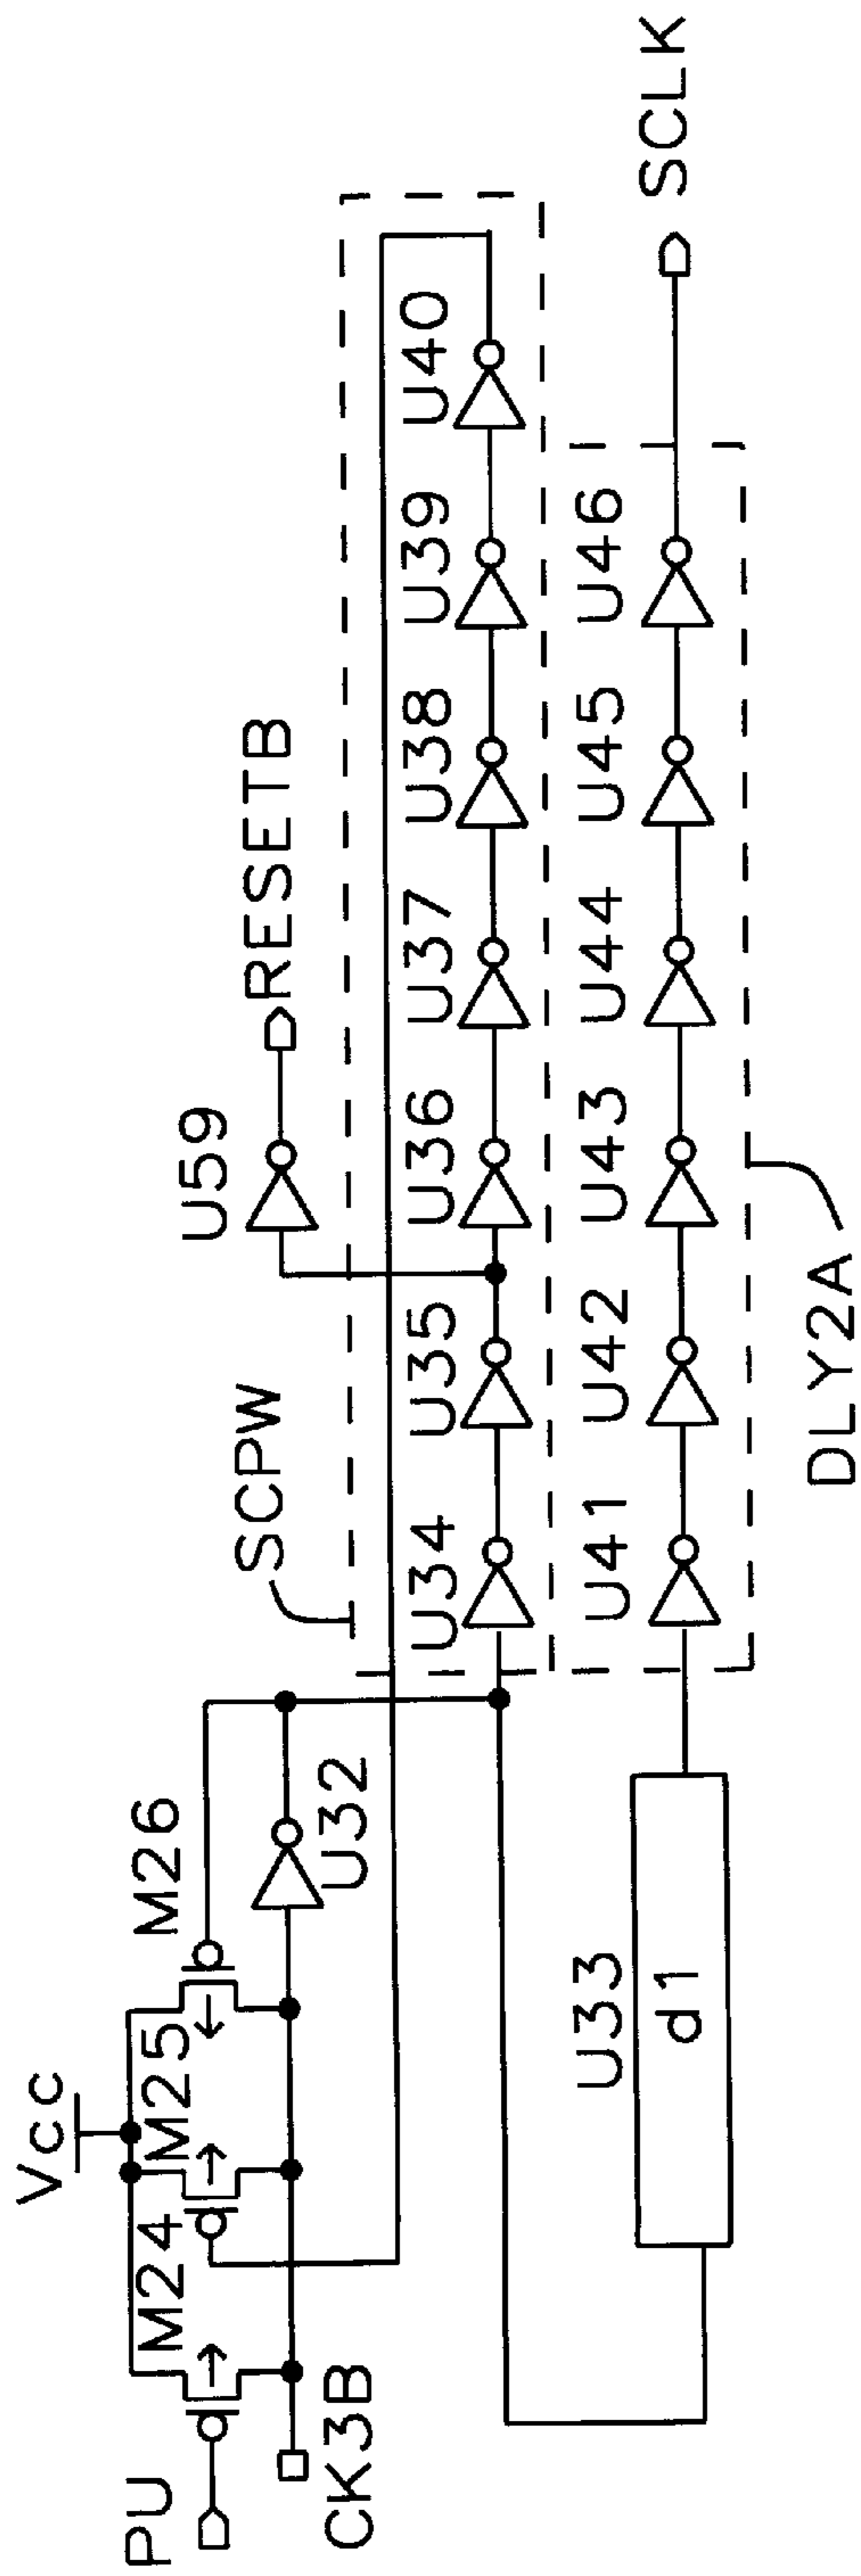 Vcc
PU
M24
M25
M26
CK3B
U32
SCPW
U59
RESETB
U34
U35
U36
U37
U38
U39
U40
U33
d1
U41
U42
U43
U44
U45
U46
SCLK
DLY2A